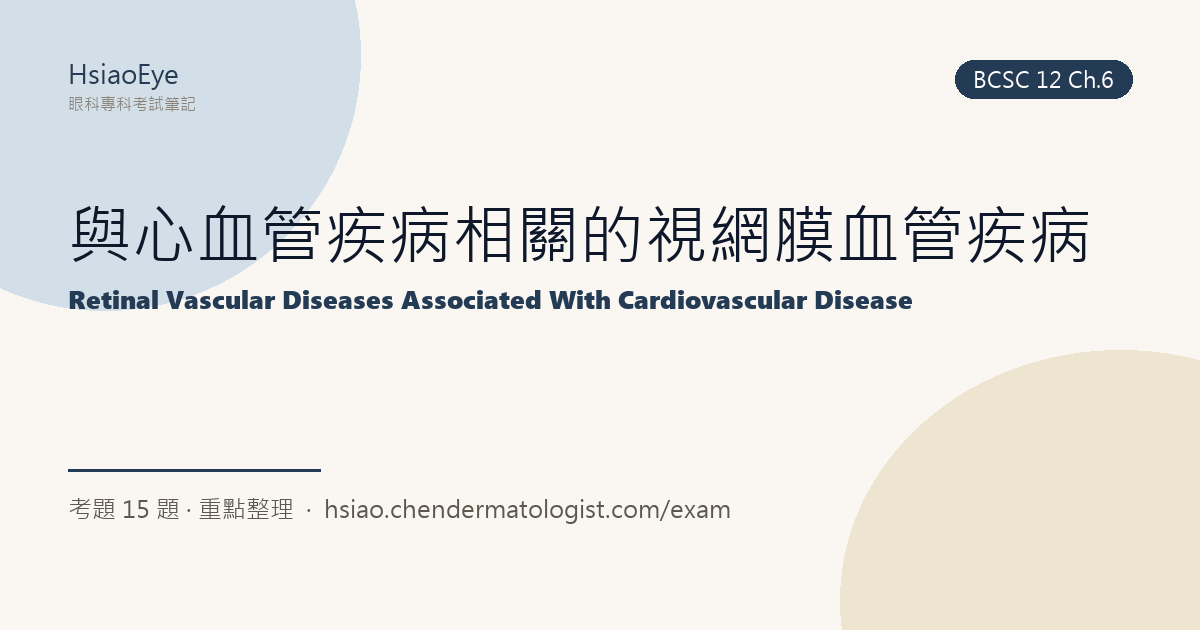 HsiaoEye
眼科專科考試筆記
BCSC 12 Ch.6
與心血管疾病相關的視網膜血管疾病
Retinal Vascular Diseases Associated With Cardiovascular Disease
考題 15 題 · 重點整理 · hsiao.chendermatologist.com/exam